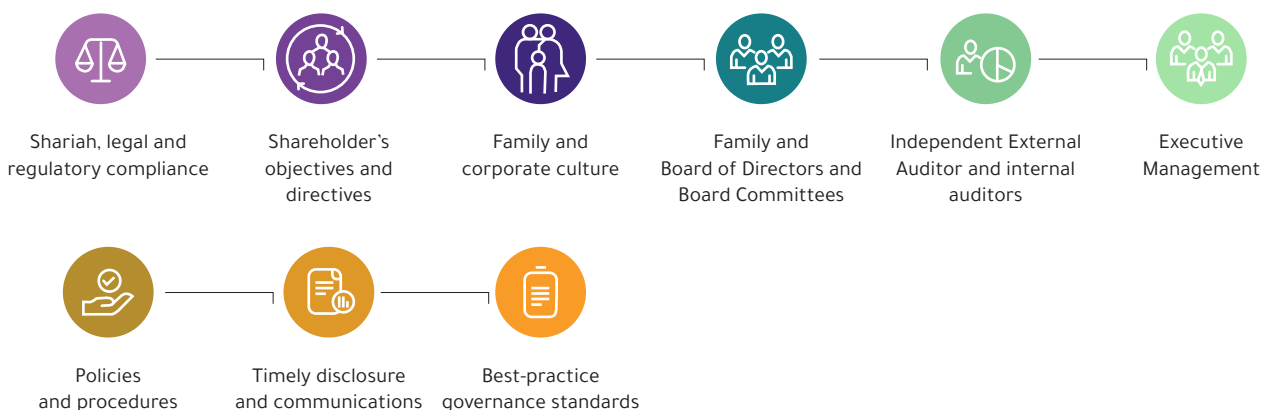 Shariah, legal and
regulatory compliance
Shareholder's
objectives and
directives
Family and
corporate culture
Family and
Board of Directors and
Board Committees
Independent External
Auditor and internal
auditors
Executive
Management
Policies
and procedures
Timely disclosure
and communications
Best-practice
governance standards